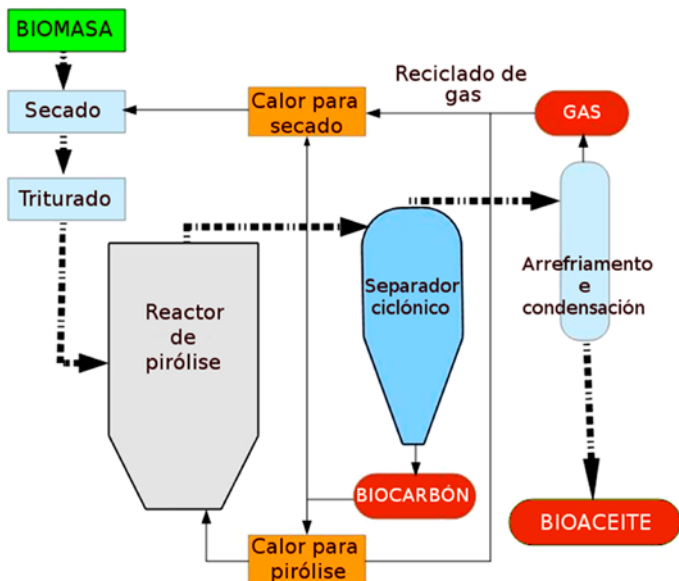 BIOMASA
Secado
Triturado
Calor para
secado
Reciclado de
gas
GAS
Reactor
de
pirólise
Separador
ciclónico
Arrefriamento
e
condensación
BIOCARBÓN
Calor para
pirólise
BIOACEITE